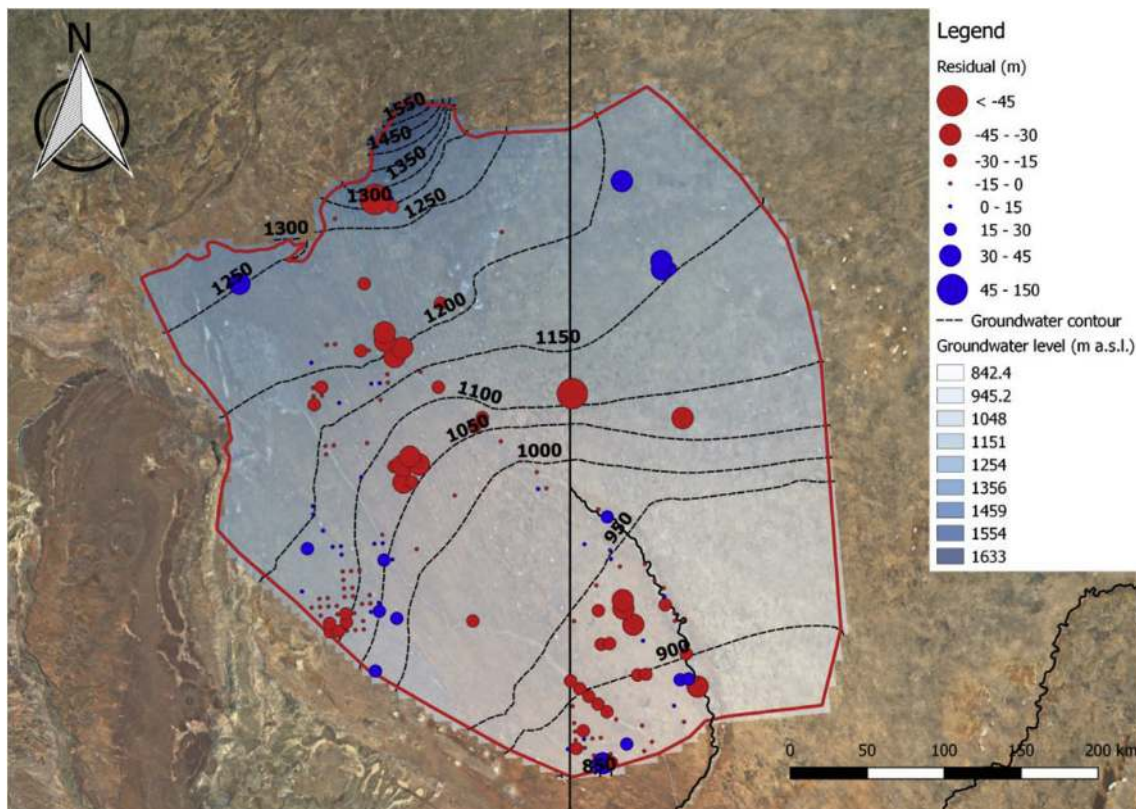 N
Legend
Residual (m)
< -45
-45 - -30
-30 - -15
-15 - 0
0 - 15
15 - 30
30 - 45
45 - 150
Groundwater contour
Groundwater level (m a.s.l.)
842.4
945.2
1048
1151
1254
1356
1459
1554
1633
1550
1450
1350
1300
1250
1300
1250
1200
1150
1100
1050
1000
950
900
850
0 50 100 150 200 km